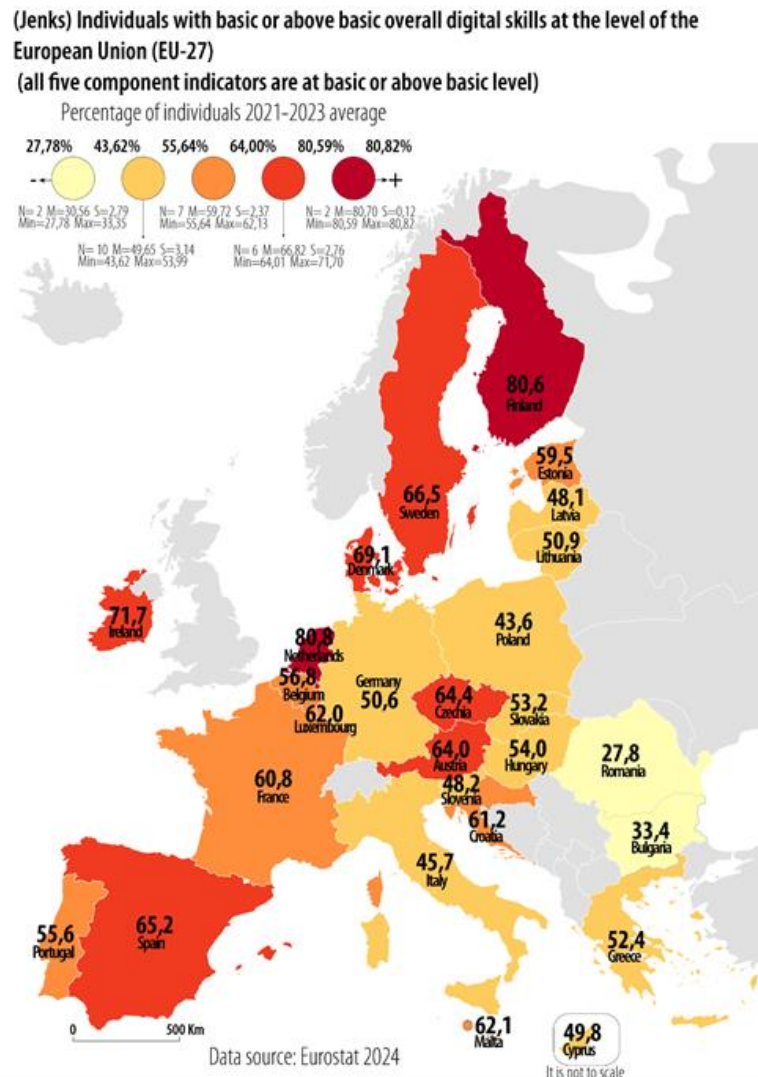 (Jenks) Individuals with basic or above basic overall digital skills at the level of the
European Union (EU-27)
(all five component indicators are at basic or above basic level)
Percentage of individuals 2021-2023 average
27,78% 43,62% 55,64% 64,00% 80,59% 80,82%
- +
N= 2 M=30,56 S=2,79
Min=27,78 Max=33,35
N= 7 M=59,72 S=2,37
Min=55,64 Max=62,13
N= 2 M=80,70 S=0,12
Min=80,59 Max=80,82
N= 10 M=49,65 S=3,14
Min=43,62 Max=53,99
N= 6 M=66,82 S=2,76
Min=64,01 Max=71,70
80,6
Finland
59,5
Estonia
66,5
Sweden
48,1
Latvia
50,9
Lithuania
69,1
Denmark
71,7
Ireland
43,6
Poland
80,8
Netherlands
56,8
Belgium
Germany
50,6
62,0
Luxembourg
64,4
Czechia
53,2
Slovakia
64,0
Austria
54,0
Hungary
27,8
Romania
48,2
Slovenia
60,8
France
61,2
Croatia
33,4
Bulgaria
45,7
Italy
55,6
Portugal
65,2
Spain
52,4
Greece
62,1
Malta
49,8
Cyprus
It is not to scale
0 500 Km
Data source: Eurostat 2024